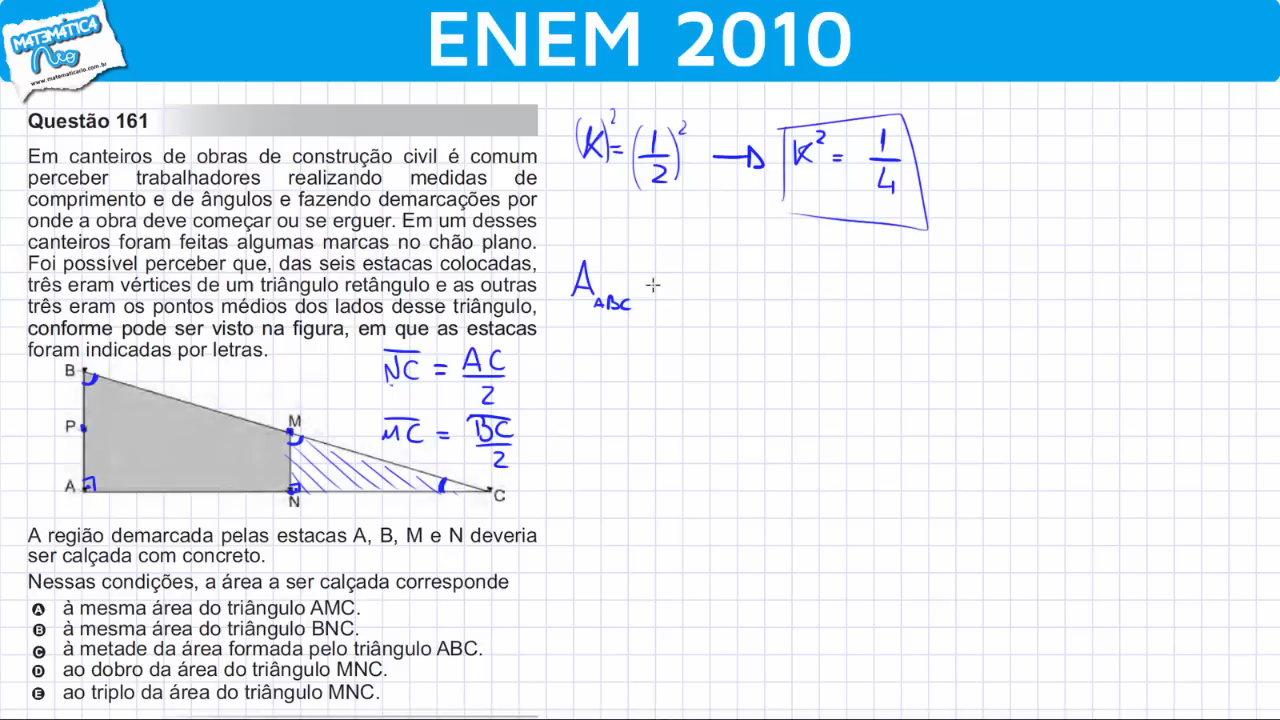 MATEMÁTICA
Rio
www.matematicario.com.br
ENEM 2010
Questão 161
Em canteiros de obras de construção civil é comum
perceber trabalhadores realizando medidas de
comprimento e de ângulos e fazendo demarcações por
onde a obra deve começar ou se erguer. Em um desses
canteiros foram feitas algumas marcas no chão plano.
Foi possível perceber que, das seis estacas colocadas,
três eram vértices de um triângulo retângulo e as outras
três eram os pontos médios dos lados desse triângulo,
conforme pode ser visto na figura, em que as estacas
foram indicadas por letras.
B
P
A
M
N
C
NC = AC/2
MC = BC/2
A região demarcada pelas estacas A, B, M e N deveria
ser calçada com concreto.
Nessas condições, a área a ser calçada corresponde
A à mesma área do triângulo AMC.
B à mesma área do triângulo BNC.
C à metade da área formada pelo triângulo ABC.
D ao dobro da área do triângulo MNC.
E ao triplo da área do triângulo MNC.
(K)² = (1/2)² → K² = 1/4
A ABC